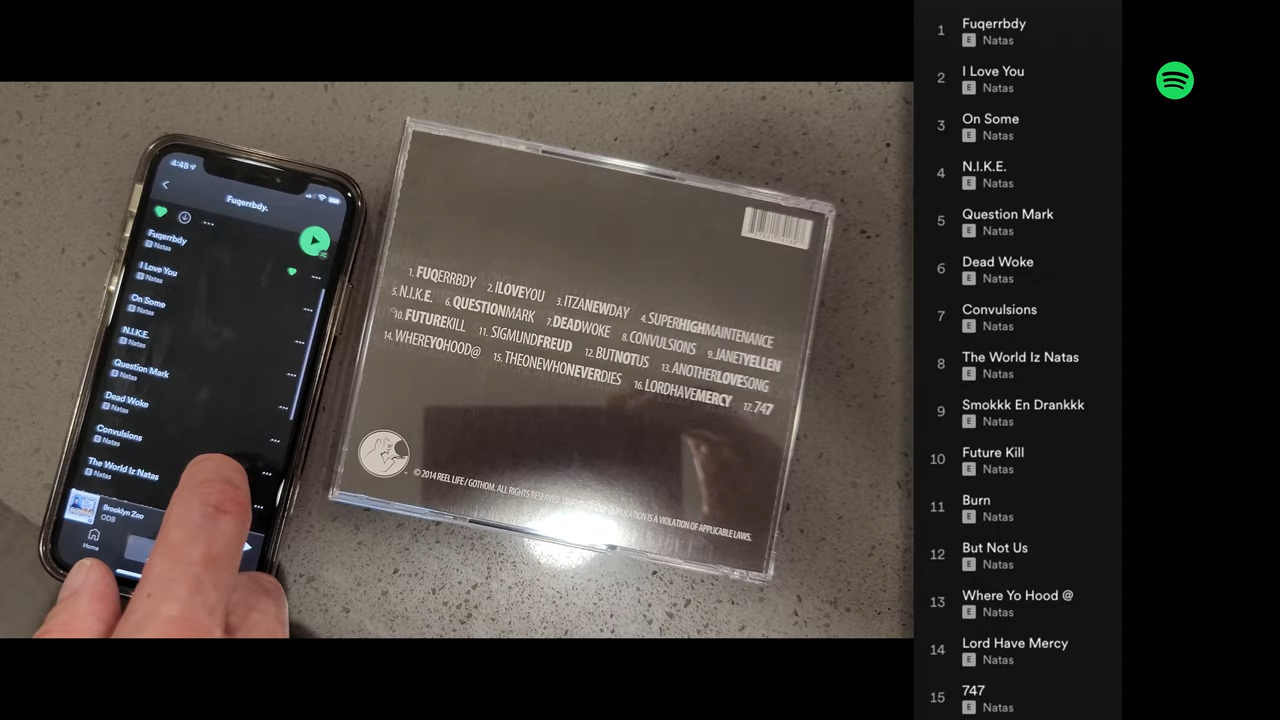 4:48
Fuqerrbdy.
Fuqerrbdy
E Natas
I Love You
E Natas
On Some
E Natas
N.I.K.E.
E Natas
Question Mark
E Natas
Dead Woke
E Natas
Convulsions
E Natas
The World Iz Natas
E Natas
Brooklyn Zoo
ODB
Home
1. FUQERRBDY 2. ILOVEYOU 3. ITZANEWDAY 4. SUPERHIGHMAINTENANCE
5. N.I.K.E. 6. QUESTIONMARK 7. DEADWOKE 8. CONVULSIONS 9. JANETYELLEN
10. FUTUREKILL 11. SIGMUNDFREUD 12. BUTNOTUS 13. ANOTHERLOVESONG
14. WHEREYOHOOD@ 15. THEONEWHONEVERDIES 16. LORDHAVEMERCY 17. 747
© 2014 REEL LIFE / GOTHOM. ALL RIGHTS RESERVED. UNAUTHORIZED DUPLICATION IS A VIOLATION OF APPLICABLE LAWS.
1 Fuqerrbdy
E Natas
2 I Love You
E Natas
3 On Some
E Natas
4 N.I.K.E.
E Natas
5 Question Mark
E Natas
6 Dead Woke
E Natas
7 Convulsions
E Natas
8 The World Iz Natas
E Natas
9 Smokkk En Drankkk
E Natas
10 Future Kill
E Natas
11 Burn
E Natas
12 But Not Us
E Natas
13 Where Yo Hood @
E Natas
14 Lord Have Mercy
E Natas
15 747
E Natas